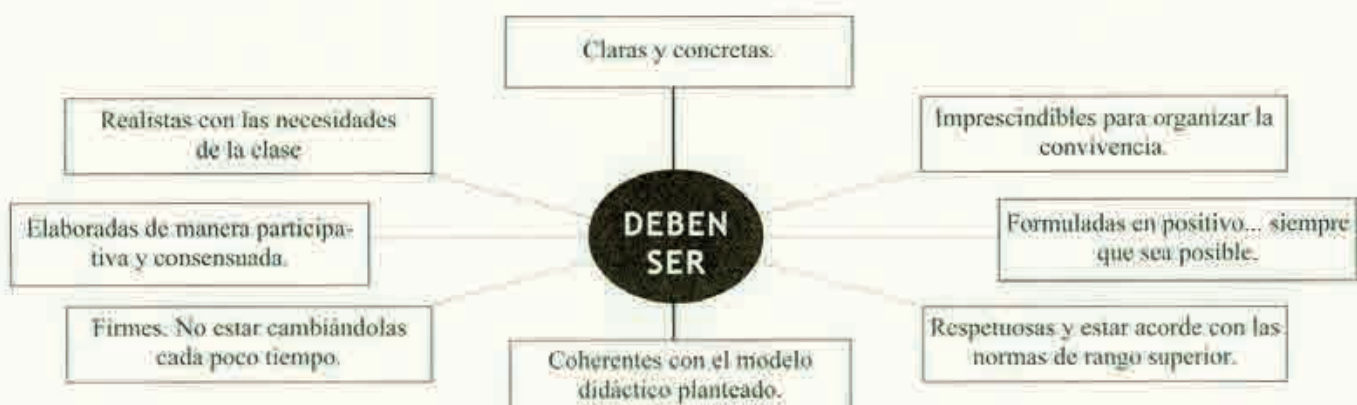 Claras y concretas.
Realistas con las necesidades
de la clase
Imprescindibles para organizar la
convivencia.
Elaboradas de manera participa-
tiva y consensuada.
DEBEN
SER
Formuladas en positivo... siempre
que sea posible.
Firmes. No estar cambiándolas
cada poco tiempo.
Respetuosas y estar acorde con las
normas de rango superior.
Coherentes con el modelo
didáctico planteado.